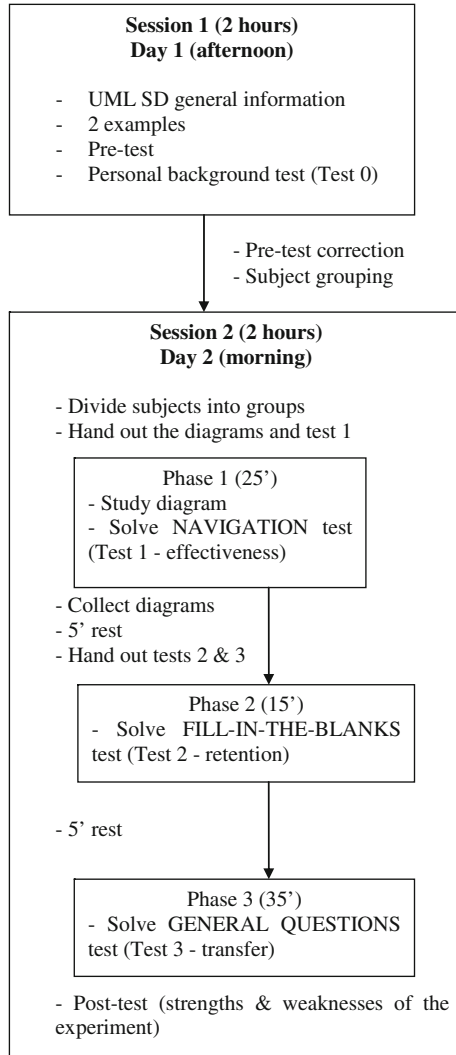 Session 1 (2 hours)
Day 1 (afternoon)
- UML SD general information
- 2 examples
- Pre-test
- Personal background test (Test 0)
- Pre-test correction
- Subject grouping
Session 2 (2 hours)
Day 2 (morning)
- Divide subjects into groups
- Hand out the diagrams and test 1
Phase 1 (25’)
- Study diagram
- Solve NAVIGATION test
(Test 1 - effectiveness)
- Collect diagrams
- 5’ rest
- Hand out tests 2 & 3
Phase 2 (15’)
- Solve FILL-IN-THE-BLANKS
test (Test 2 - retention)
- 5’ rest
Phase 3 (35’)
- Solve GENERAL QUESTIONS
test (Test 3 - transfer)
- Post-test (strengths & weaknesses of the
experiment)